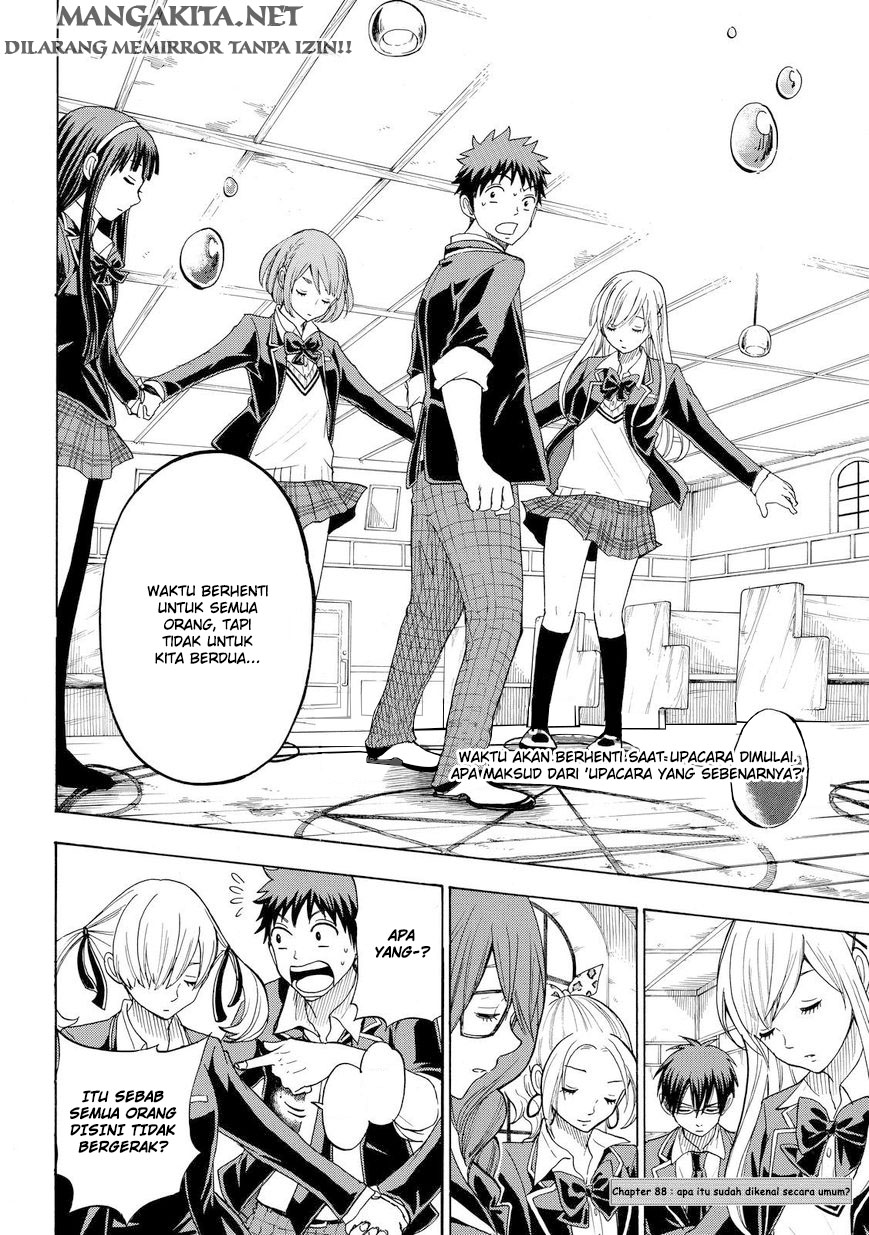 MANGAKITA.NET
DILARANG MEMIRROR TANPA IZIN!!
WAKTU BERHENTI
UNTUK SEMUA
ORANG, TAPI
TIDAK UNTUK
KITA BERDUA...
WAKTU AKAN BERHENTI SAAT UPACARA DIMULAI.
APA MAKSUD DARI 'UPACARA YANG SEBENARNYA?'
APA
YANG-?
ITU SEBAB
SEMUA ORANG
DISINI TIDAK
BERGERAK?
Chapter 88 : apa itu sudah dikenal secara umum?